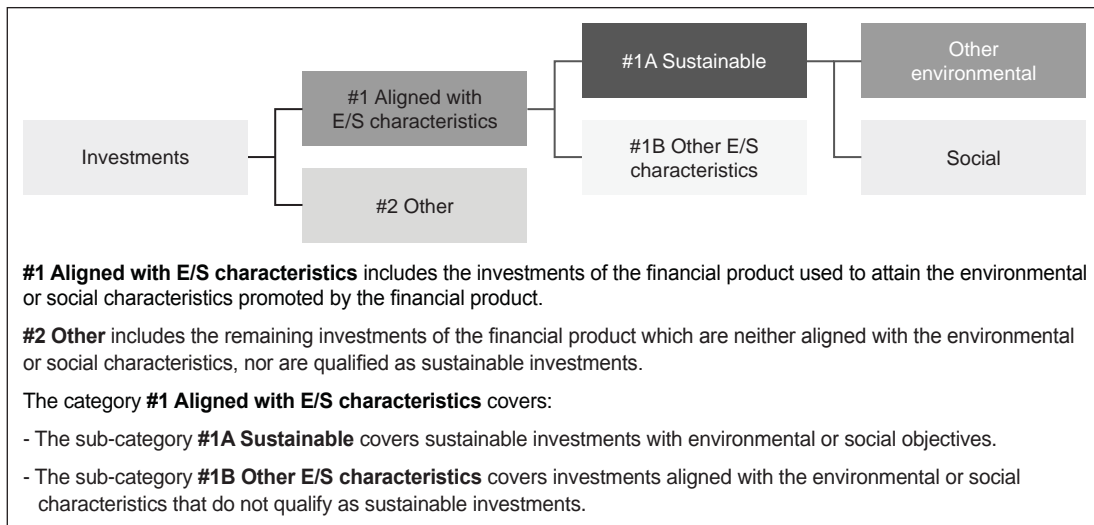 Investments
#1 Aligned with
E/S characteristics
#2 Other
#1A Sustainable
#1B Other E/S
characteristics
Other
environmental
Social
#1 Aligned with E/S characteristics includes the investments of the financial product used to attain the environmental
or social characteristics promoted by the financial product.
#2 Other includes the remaining investments of the financial product which are neither aligned with the environmental
or social characteristics, nor are qualified as sustainable investments.
The category #1 Aligned with E/S characteristics covers:
- The sub-category #1A Sustainable covers sustainable investments with environmental or social objectives.
- The sub-category #1B Other E/S characteristics covers investments aligned with the environmental or social
characteristics that do not qualify as sustainable investments.